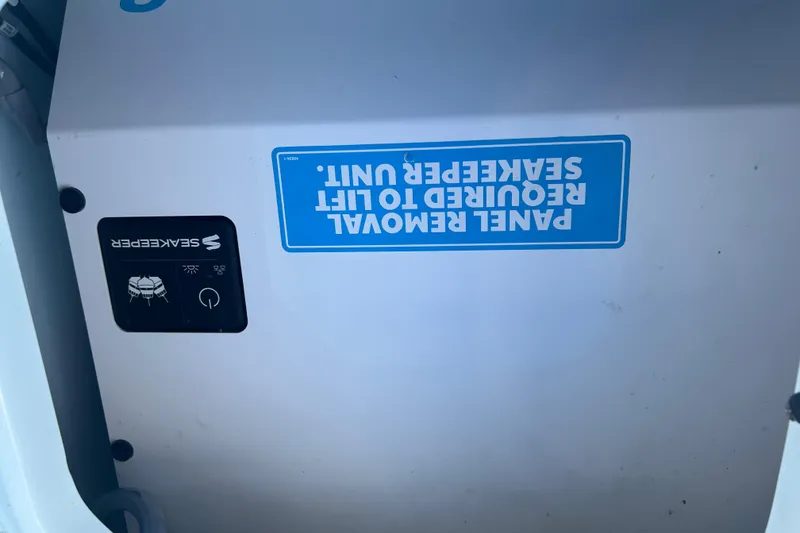 PANEL REMOVAL
REQUIRED TO LIFT
SEAKEEPER UNIT.
SEAKEEPER